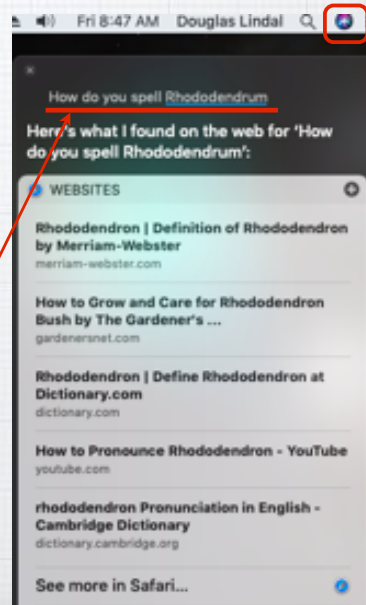 Fri 8:47 AM Douglas Lindal
How do you spell Rhododendrum
Here's what I found on the web for 'How
do you spell Rhododendrum':
WEBSITES
Rhododendron | Definition of Rhododendron
by Merriam-Webster
merriam-webster.com
How to Grow and Care for Rhododendron
Bush by The Gardener's ...
gardenersnet.com
Rhododendron | Define Rhododendron at
Dictionary.com
dictionary.com
How to Pronounce Rhododendron - YouTube
youtube.com
rhododendron Pronunciation in English -
Cambridge Dictionary
dictionary.cambridge.org
See more in Safari...